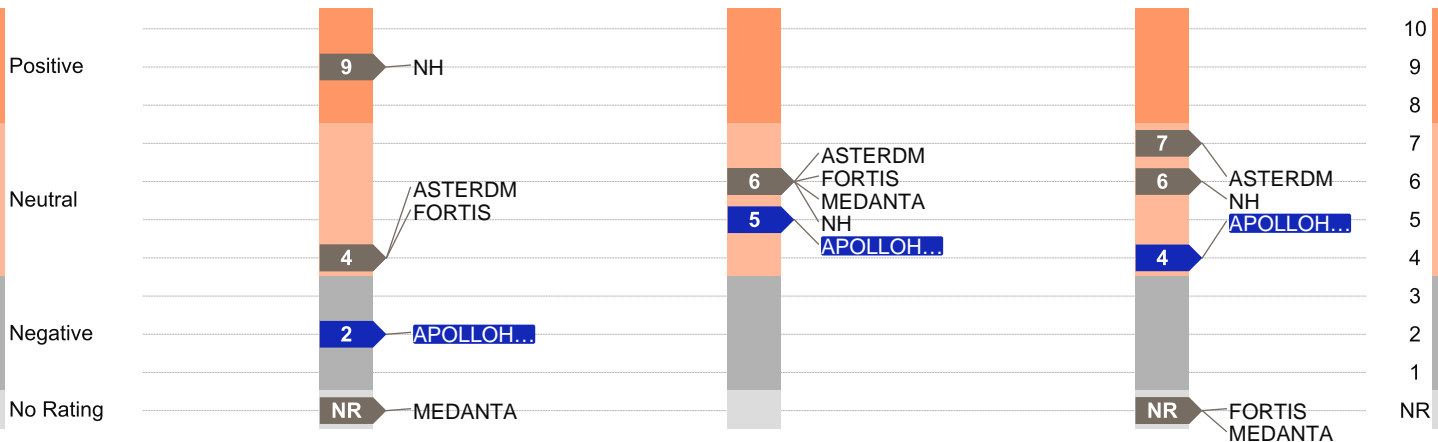 10
Positive
9
NH
9
8
7
7
ASTERDM
FORTIS
MEDANTA
NH
APOLLOH...
6
5
ASTERDM
NH
APOLLOH...
6
6
Neutral
ASTERDM
FORTIS
5
4
4
4
3
Negative
2
APOLLOH...
2
1
No Rating
NR
MEDANTA
NR
FORTIS
MEDANTA
NR